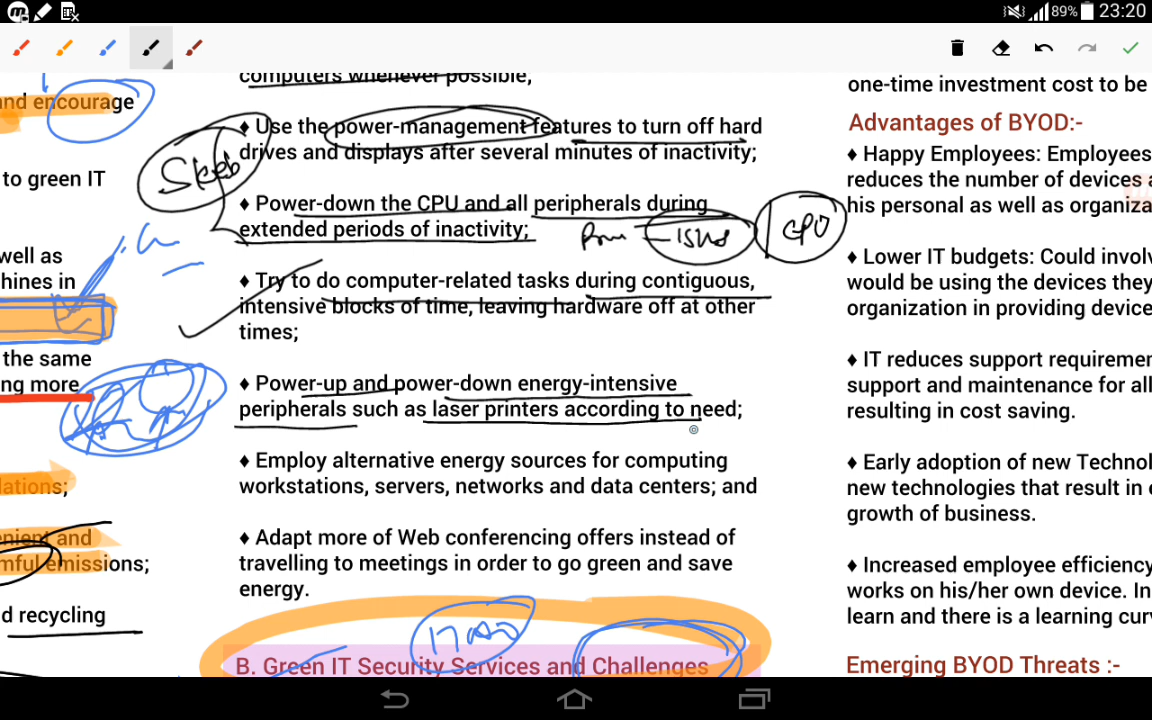 89% 23:20
and encourage
to green IT
well as
hines in
the same
ng more
lations;
enient and
mful emissions;
d recycling
computers whenever possible;
♦ Use the power-management features to turn off hard
drives and displays after several minutes of inactivity;
♦ Power-down the CPU and all peripherals during
extended periods of inactivity;
CPU
♦ Try to do computer-related tasks during contiguous,
intensive blocks of time, leaving hardware off at other
times;
♦ Power-up and power-down energy-intensive
peripherals such as laser printers according to need;
♦ Employ alternative energy sources for computing
workstations, servers, networks and data centers; and
♦ Adapt more of Web conferencing offers instead of
travelling to meetings in order to go green and save
energy.
B. Green IT Security Services and Challenges
one-time investment cost to be
Advantages of BYOD:-
♦ Happy Employees: Employees
reduces the number of devices a
his personal as well as organiza
♦ Lower IT budgets: Could involv
would be using the devices they
organization in providing device
♦ IT reduces support requiremer
support and maintenance for all
resulting in cost saving.
♦ Early adoption of new Technol
new technologies that result in e
growth of business.
♦ Increased employee efficiency
works on his/her own device. In
learn and there is a learning curv
Emerging BYOD Threats :-